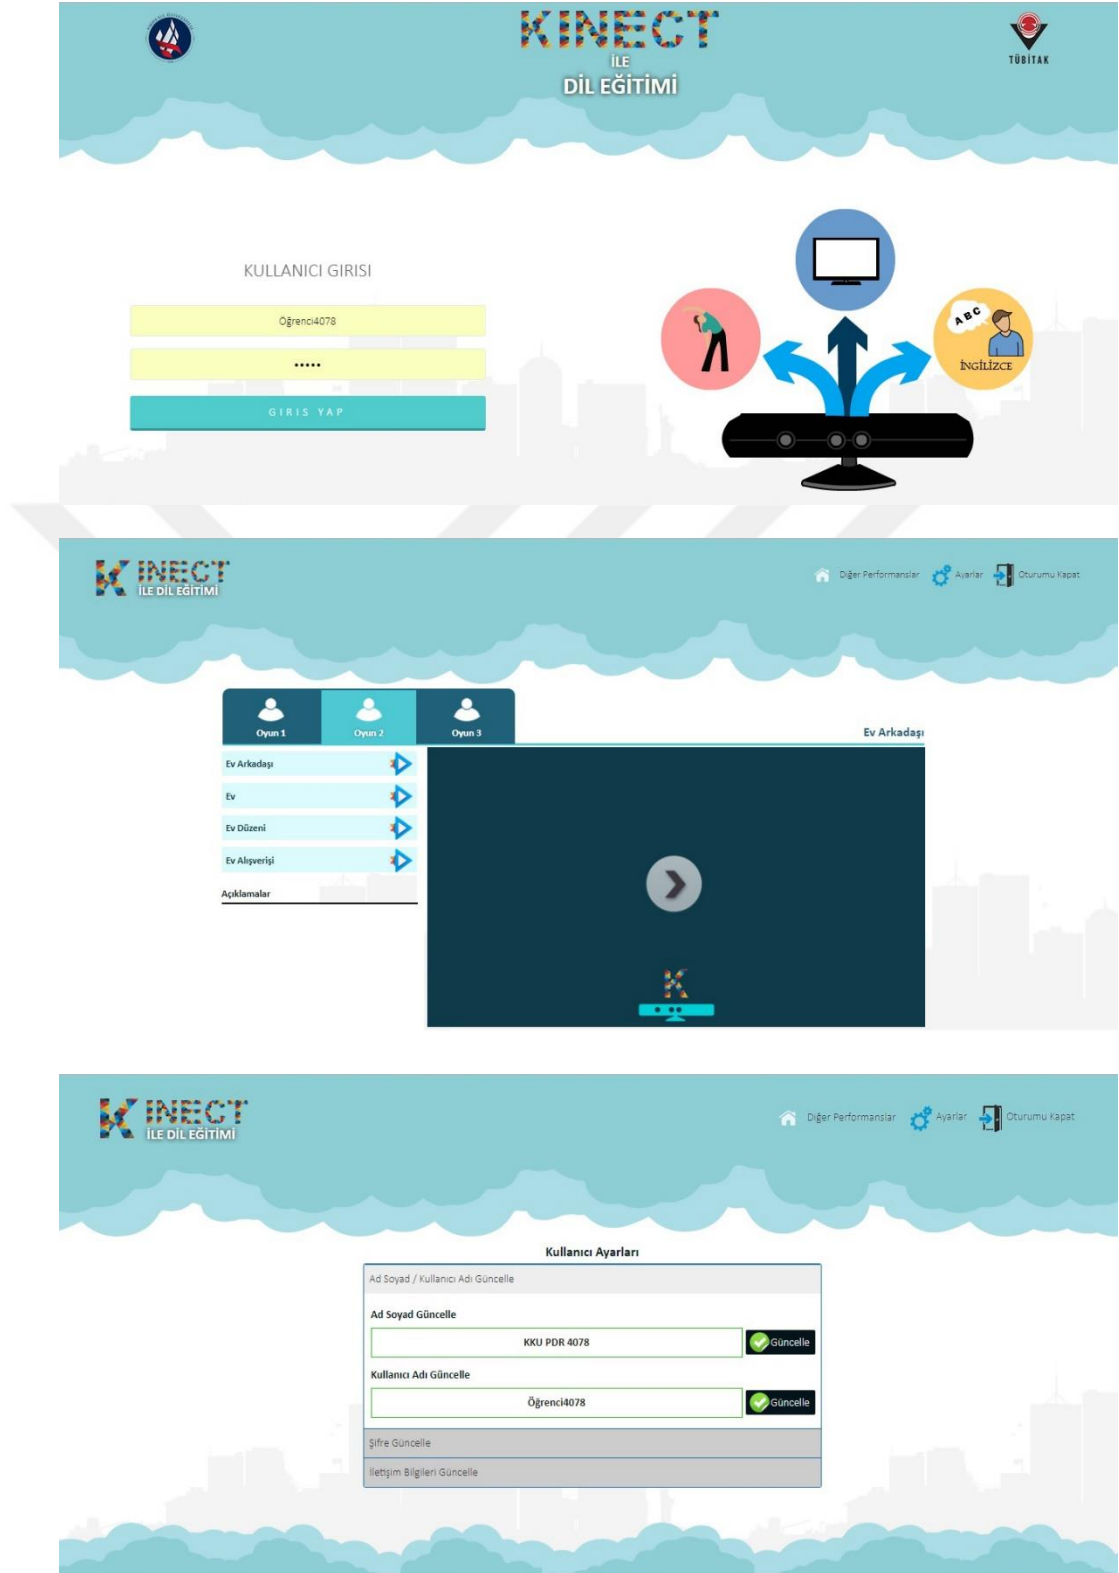 KINECT
İLE
DİL EĞİTİMİ
TÜBİTAK
KULLANICI GIRISI
Öğrenci4078
•••••
GIRIS YAP
ABC
İNGİLİZCE
KINECT
İLE DİL EĞİTİMİ
Diğer Performanslar
Ayarlar
Oturumu Kapat
Oyun 1
Oyun 2
Oyun 3
Ev Arkadaşı
Ev Arkadaşı
Ev
Ev Düzeni
Ev Alışverişi
Açıklamalar
K
KINECT
İLE DİL EĞİTİMİ
Diğer Performanslar
Ayarlar
Oturumu Kapat
Kullanıcı Ayarları
Ad Soyad / Kullanıcı Adı Güncelle
Ad Soyad Güncelle
KKU PDR 4078
Güncelle
Kullanıcı Adı Güncelle
Öğrenci4078
Güncelle
Şifre Güncelle
İletişim Bilgileri Güncelle